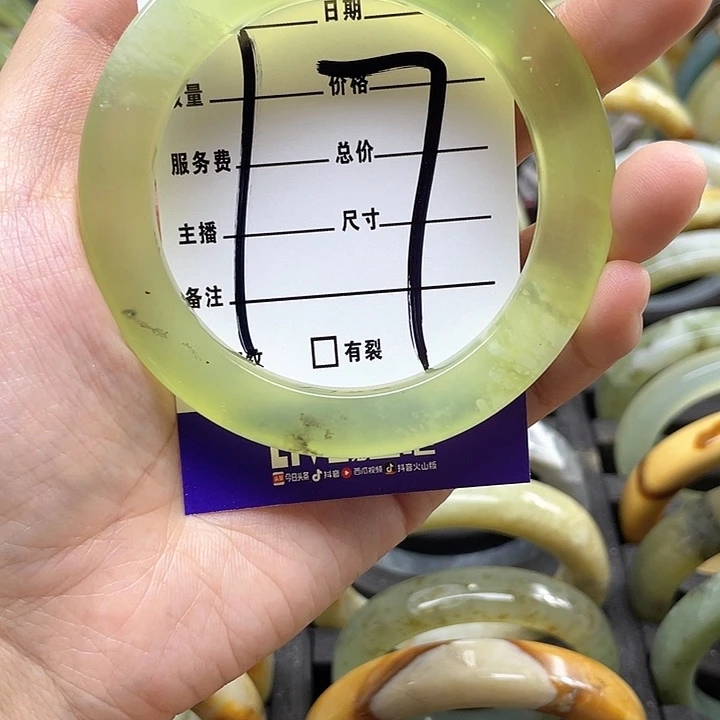 日期
量 价格
服务费 总价
主播 尺寸
备注
纹 □有裂
17
今日头条 抖音 西瓜视频 抖音火山版